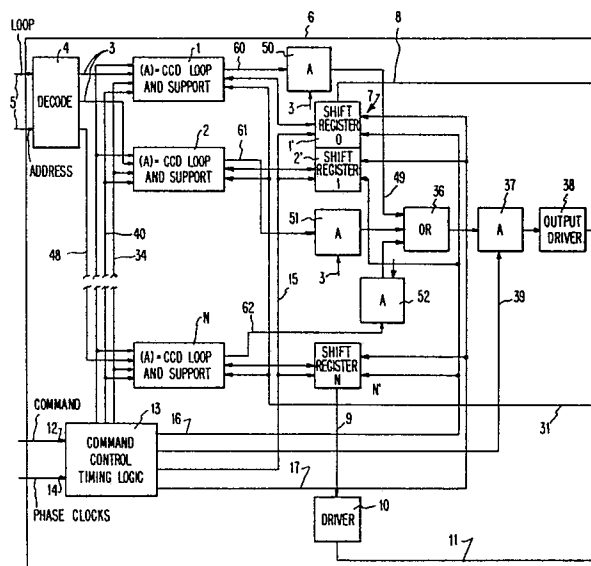 LOOP
4
3
1
60
50
6
8
(A)= CCD LOOP
AND SUPPORT
A
5
DECODE
3
7
SHIFT
REGISTER
0
1'
ADDRESS
2
61
2'
SHIFT
REGISTER
1
(A)= CCD LOOP
AND SUPPORT
49
36
37
38
51
A
OR
A
OUTPUT
DRIVER
40
48
34
15
3
39
A
52
N
62
(A)= CCD LOOP
AND SUPPORT
SHIFT
REGISTER
N
N'
COMMAND
13
16
9
31
12
COMMAND
CONTROL
TIMING LOGIC
17
14
PHASE CLOCKS
DRIVER
10
11